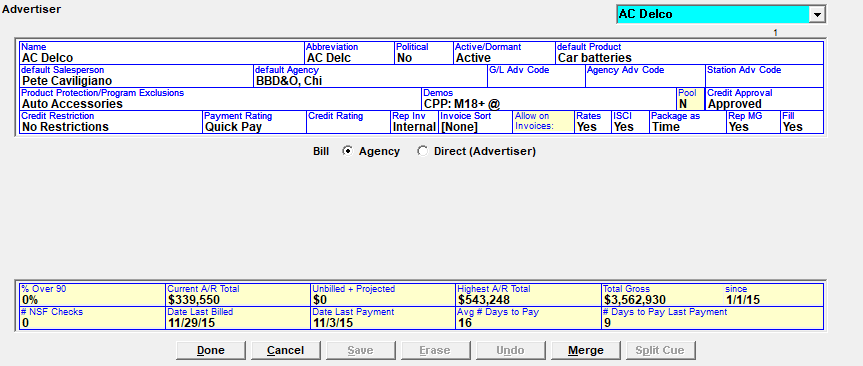 Advertiser
AC Delco
1
Name Abbreviation Political Active/Dormant default Product
AC Delco AC Delc No Active Car batteries
default Salesperson default Agency G/L Adv Code Agency Adv Code Station Adv Code
Pete Caviligiano BBD&O, Chi
Product Protection/Program Exclusions Demos Pool Credit Approval
Auto Accessories CPP: M18+ @ N Approved
Credit Restriction Payment Rating Credit Rating Rep Inv Invoice Sort Allow on Rates ISCI Package as Rep MG Fill
No Restrictions Quick Pay Internal [None] Invoices: Yes Yes Time Yes Yes
Bill Agency Direct (Advertiser)
% Over 90 Current A/R Total Unbilled + Projected Highest A/R Total Total Gross since
0% $339,550 $0 $543,248 $3,562,930 1/1/15
# NSF Checks Date Last Billed Date Last Payment Avg # Days to Pay # Days to Pay Last Payment
0 11/29/15 11/3/15 16 9
Done Cancel Save Erase Undo Merge Split Cue